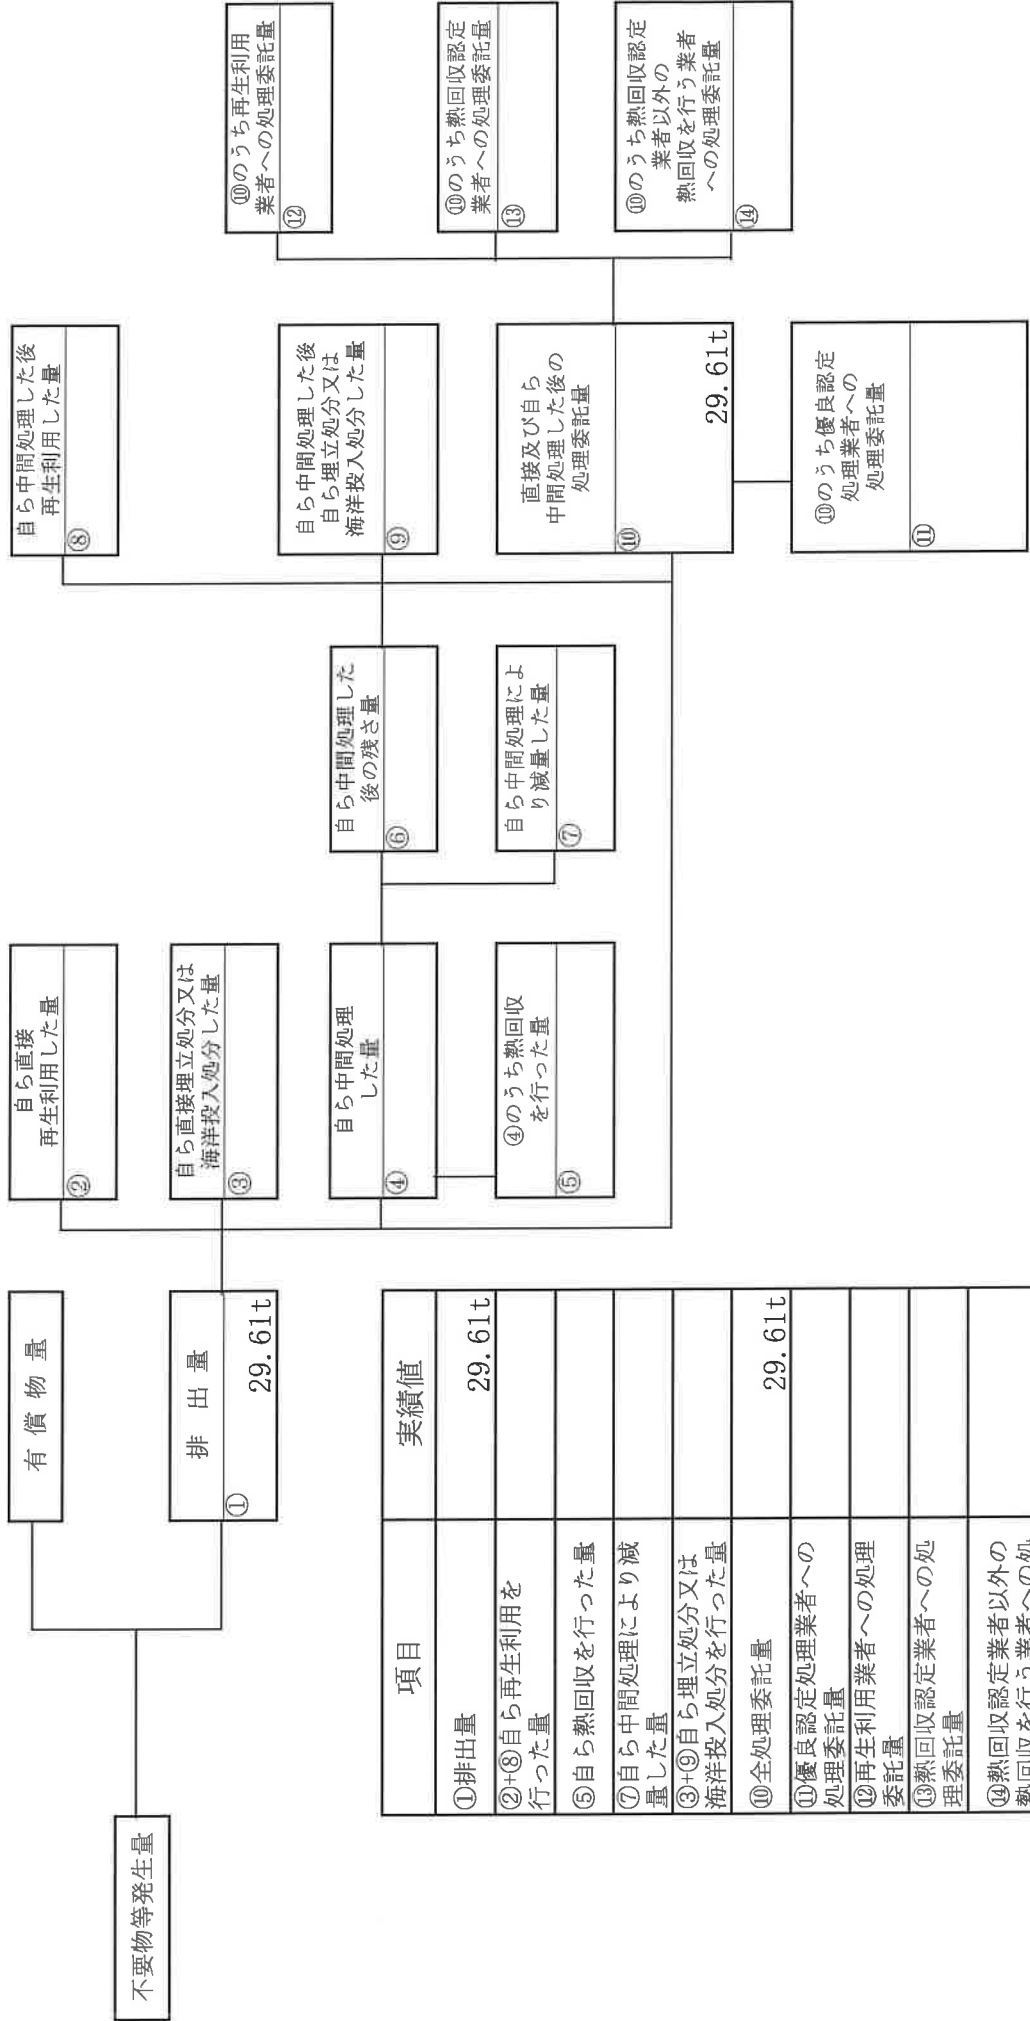 不要物等発生量
有償物量
排出量
①
29.61t
自ら直接
再生利用した量
②
自ら直接埋立処分又は
海洋投入処分した量
③
自ら中間処理
した量
④
④のうち熱回収
を行った量
⑤
自ら中間処理した
後の残さ量
⑥
自ら中間処理によ
り減量した量
⑦
自ら中間処理した後
再生利用した量
⑧
自ら中間処理した後
自ら埋立処分又は
海洋投入処分した量
⑨
直接及び自ら
中間処理した後の
処理委託量
⑩
29.61t
⑩のうち優良認定
処理業者への
処理委託量
⑪
⑩のうち再生利用
業者への処理委託量
⑫
⑩のうち熱回収認定
業者への処理委託量
⑬
⑩のうち熱回収認定
業者以外の
熱回収を行う業者
への処理委託量
⑭
項目 実績値
①排出量 29.61t
②+⑧自ら再生利用を
行った量
⑤自ら熱回収を行った量
⑦自ら中間処理により減
量した量
③+⑨自ら埋立処分又は
海洋投入処分を行った量
⑩全処理委託量 29.61t
⑪優良認定処理業者への
処理委託量
⑫再生利用業者への処理
委託量
⑬熱回収認定業者への処
理委託量
⑭熱回収認定業者以外の
熱回収を行う業者への処